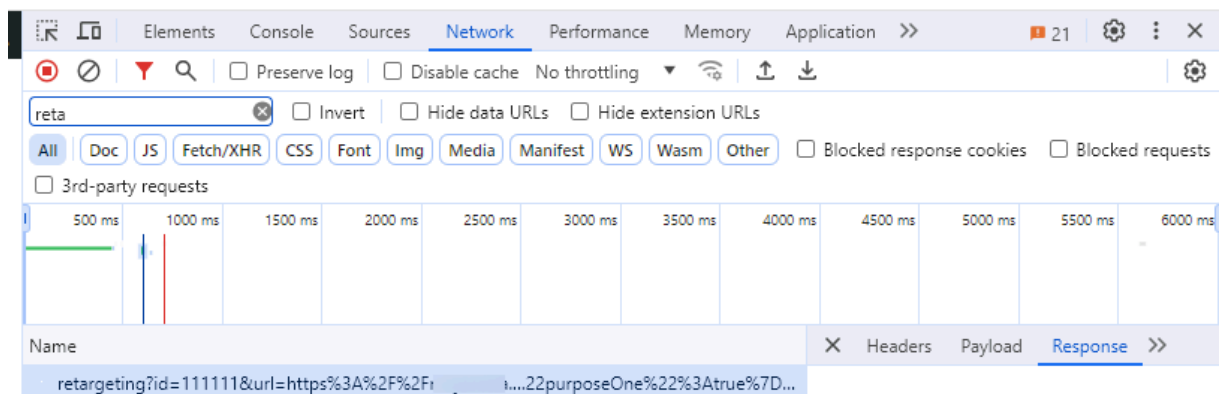 Elements Console Sources Network Performance Memory Application 21
Preserve log Disable cache No throttling
reta Invert Hide data URLs Hide extension URLs
All Doc JS Fetch/XHR CSS Font Img Media Manifest WS Wasm Other Blocked response cookies Blocked requests
3rd-party requests
500 ms 1000 ms 1500 ms 2000 ms 2500 ms 3000 ms 3500 ms 4000 ms 4500 ms 5000 ms 5500 ms 6000 ms
Name Headers Payload Response
retargeting?id=111111&url=https%3A%2F%2F ....22purposeOne%22%3Atrue%7D...